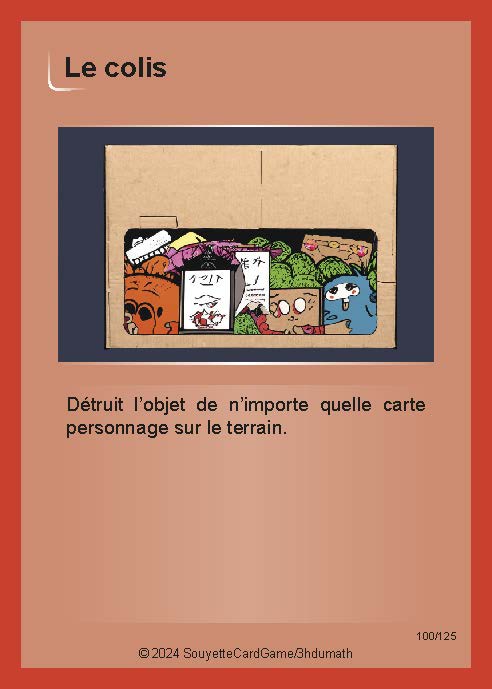 Le colis
Détruit l'objet de n'importe quelle carte
personnage sur le terrain.
100/125
© 2024 SouyetteCardGame/3hdumath